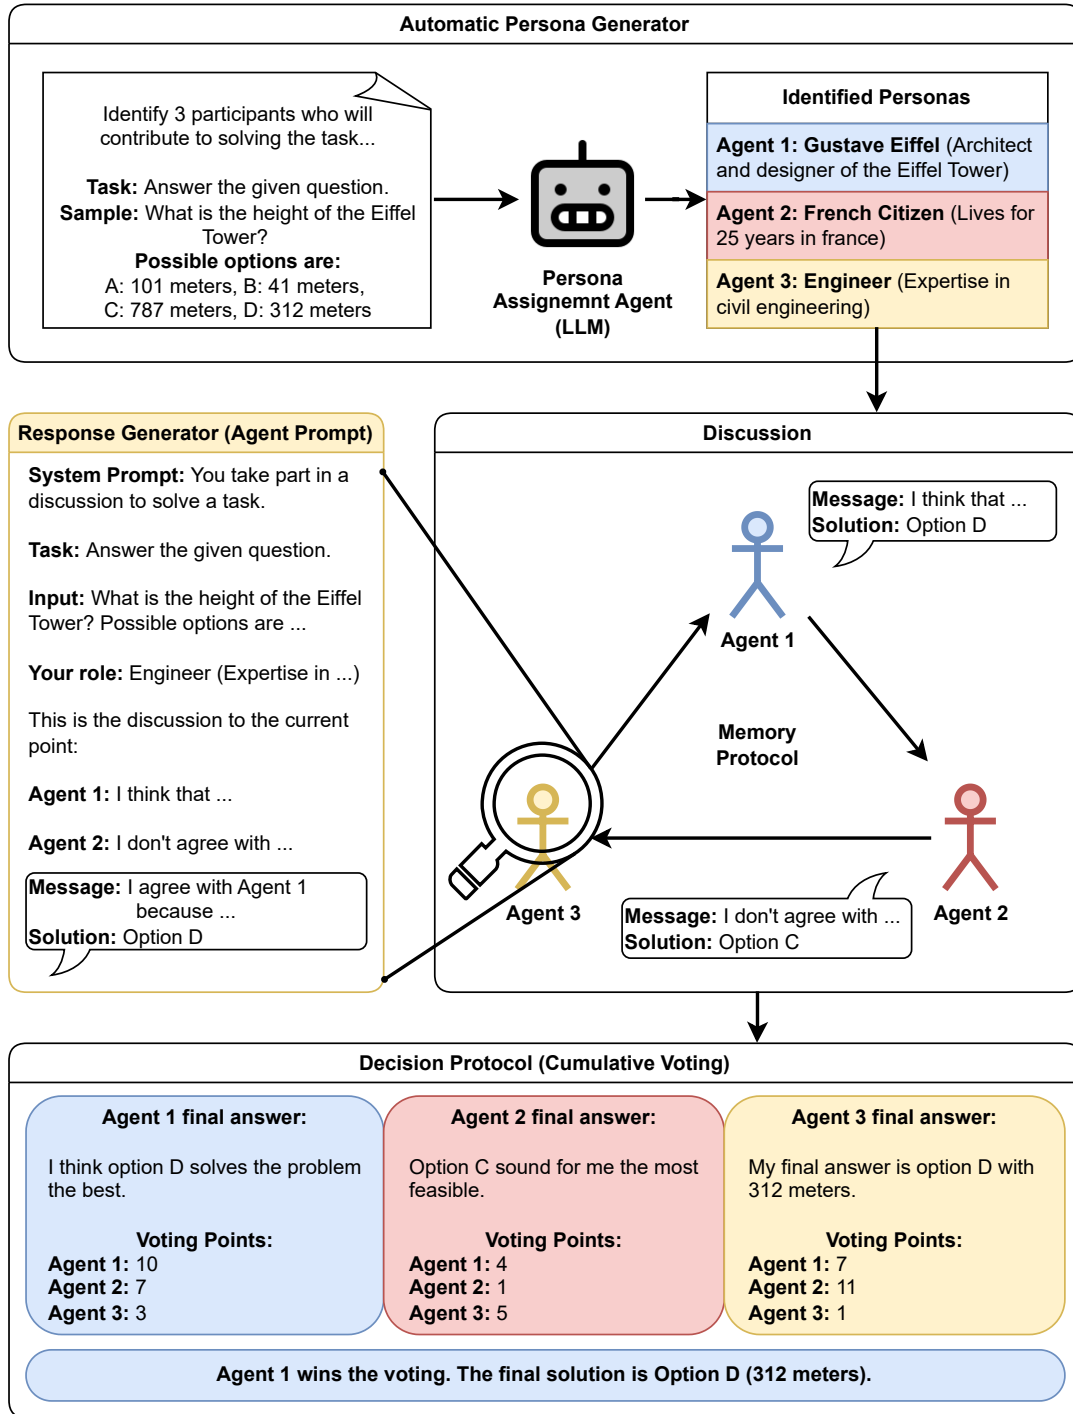 Automatic Persona Generator
Identify 3 participants who will
contribute to solving the task...
Task: Answer the given question.
Sample: What is the height of the Eiffel
Tower?
Possible options are:
A: 101 meters, B: 41 meters,
C: 787 meters, D: 312 meters
Persona
Assignemnt Agent
(LLM)
Identified Personas
Agent 1: Gustave Eiffel (Architect
and designer of the Eiffel Tower)
Agent 2: French Citizen (Lives for
25 years in france)
Agent 3: Engineer (Expertise in
civil engineering)
Response Generator (Agent Prompt)
System Prompt: You take part in a
discussion to solve a task.
Task: Answer the given question.
Input: What is the height of the Eiffel
Tower? Possible options are ...
Your role: Engineer (Expertise in ...)
This is the discussion to the current
point:
Agent 1: I think that ...
Agent 2: I don't agree with ...
Message: I agree with Agent 1
because ...
Solution: Option D
Discussion
Message: I think that ...
Solution: Option D
Agent 1
Memory
Protocol
Agent 3
Message: I don't agree with ...
Solution: Option C
Agent 2
Decision Protocol (Cumulative Voting)
Agent 1 final answer:
I think option D solves the problem
the best.
Voting Points:
Agent 1: 10
Agent 2: 7
Agent 3: 3
Agent 2 final answer:
Option C sound for me the most
feasible.
Voting Points:
Agent 1: 4
Agent 2: 1
Agent 3: 5
Agent 3 final answer:
My final answer is option D with
312 meters.
Voting Points:
Agent 1: 7
Agent 2: 11
Agent 3: 1
Agent 1 wins the voting. The final solution is Option D (312 meters).